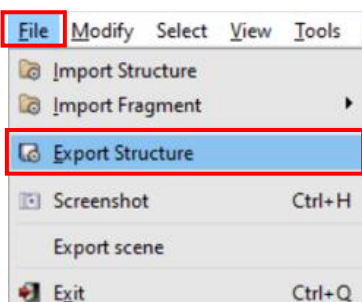 File Modify Select View Tools
Import Structure
Import Fragment
Export Structure
Screenshot Ctrl+H
Export scene
Exit Ctrl+Q